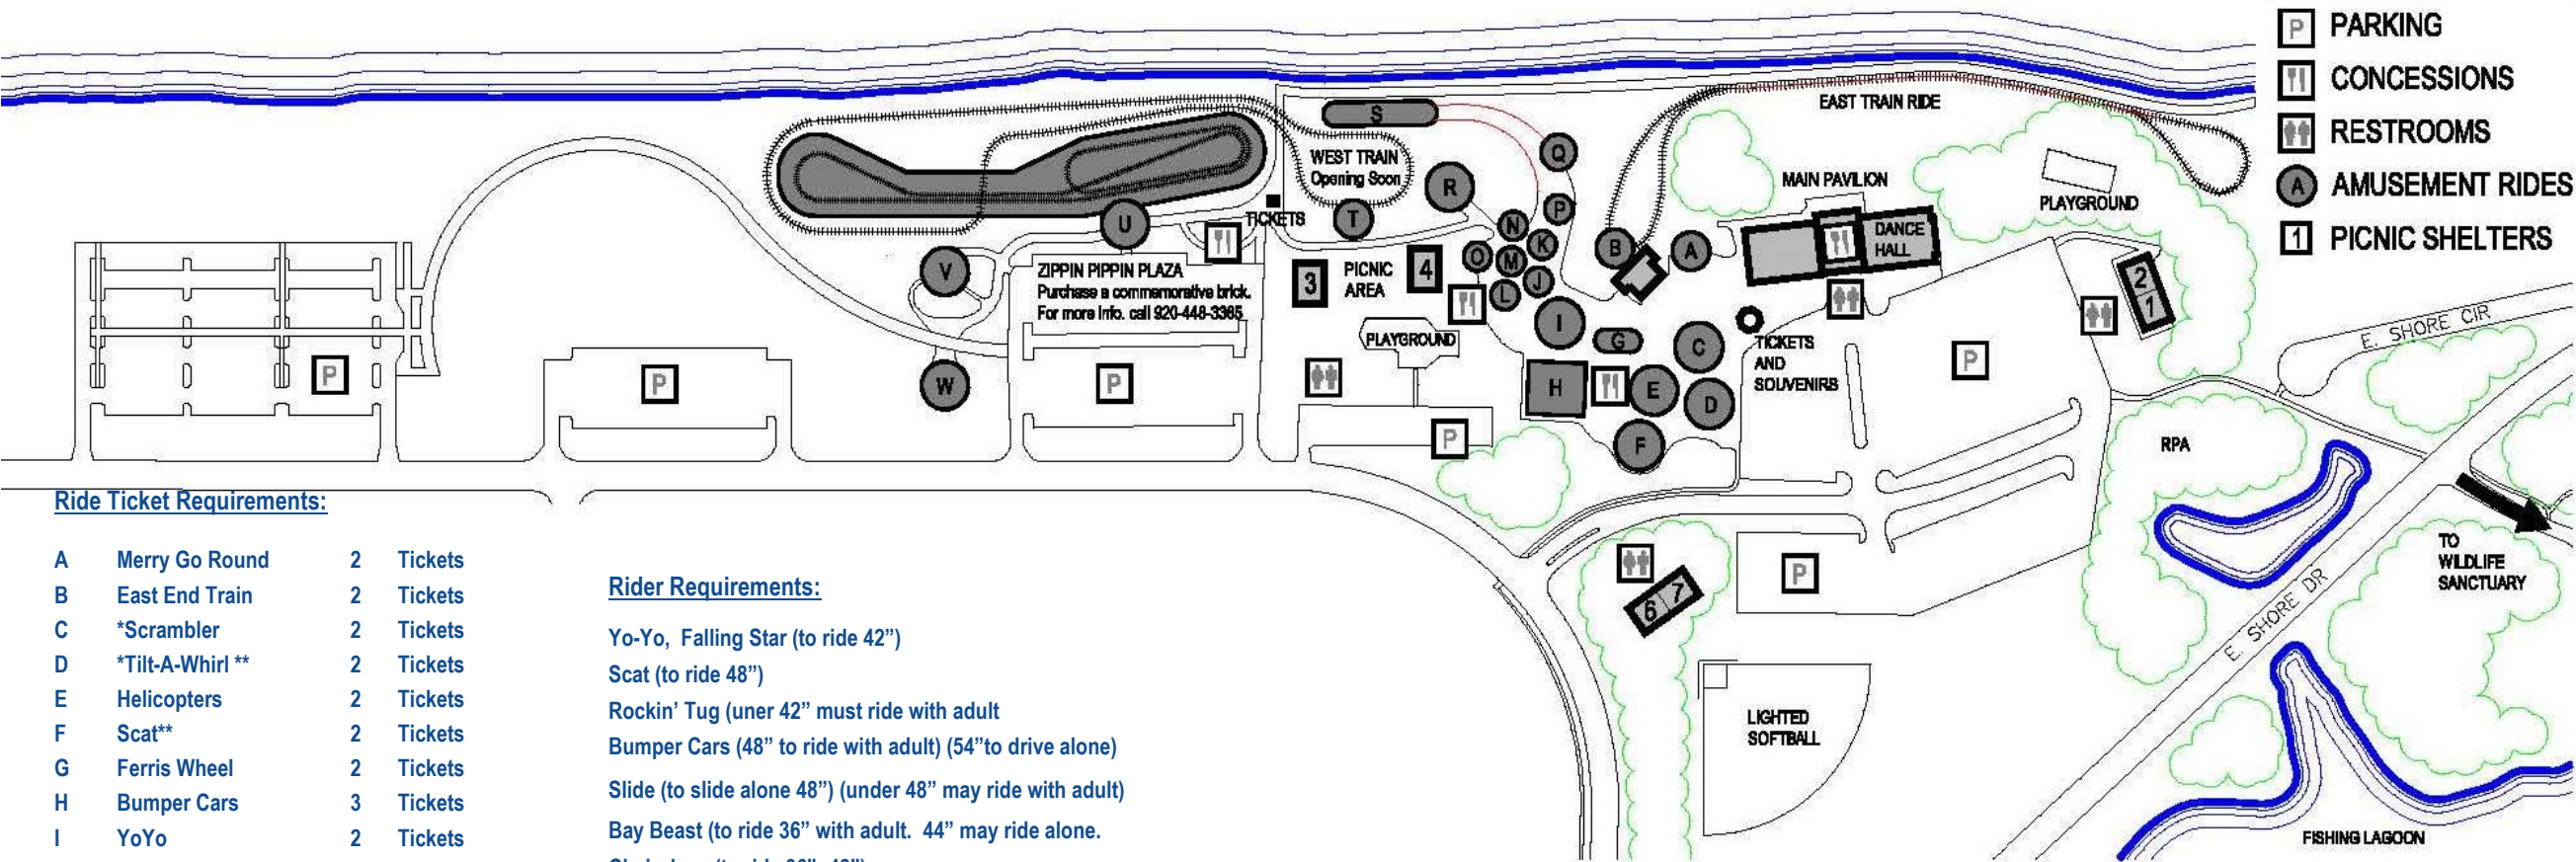 P PARKING
CONCESSIONS
RESTROOMS
A AMUSEMENT RIDES
1 PICNIC SHELTERS
EAST TRAIN RIDE
S
WEST TRAIN
Opening Soon
Q
R
MAIN PAVILION
PLAYGROUND
TICKETS
T
P
N
K
U
O
M
B
A
DANCE
HALL
V
ZIPPIN PIPPIN PLAZA
Purchase a commemorative brick.
For more info. call 920-448-3365
3
PICNIC
AREA
4
J
L
2
1
I
G
C
PLAYGROUND
TICKETS
AND
SOUVENIRS
E. SHORE CIR
P
P
P
P
W
H
E
D
P
F
RPA
Ride Ticket Requirements:
A Merry Go Round 2 Tickets
B East End Train 2 Tickets
C *Scrambler 2 Tickets
D *Tilt-A-Whirl ** 2 Tickets
E Helicopters 2 Tickets
F Scat** 2 Tickets
G Ferris Wheel 2 Tickets
H Bumper Cars 3 Tickets
I YoYo 2 Tickets
Rider Requirements:
Yo-Yo, Falling Star (to ride 42”)
Scat (to ride 48”)
Rockin’ Tug (uner 42” must ride with adult
Bumper Cars (48” to ride with adult) (54”to drive alone)
Slide (to slide alone 48”) (under 48” may ride with adult)
Bay Beast (to ride 36” with adult. 44” may ride alone.
P
6 7
TO
WILDLIFE
SANCTUARY
E. SHORE DR
LIGHTED
SOFTBALL
FISHING LAGOON